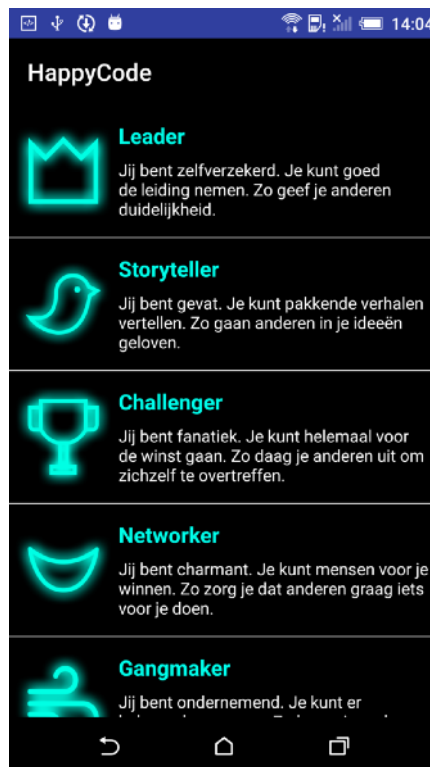 14:04
HappyCode
Leader
Jij bent zelfverzekerd. Je kunt goed
de leiding nemen. Zo geef je anderen
duidelijkheid.
Storyteller
Jij bent gevat. Je kunt pakkende verhalen
vertellen. Zo gaan anderen in je ideeën
geloven.
Challenger
Jij bent fanatiek. Je kunt helemaal voor
de winst gaan. Zo daag je anderen uit om
zichzelf te overtreffen.
Networker
Jij bent charmant. Je kunt mensen voor je
winnen. Zo zorg je dat anderen graag iets
voor je doen.
Gangmaker
Jij bent ondernemend. Je kunt er